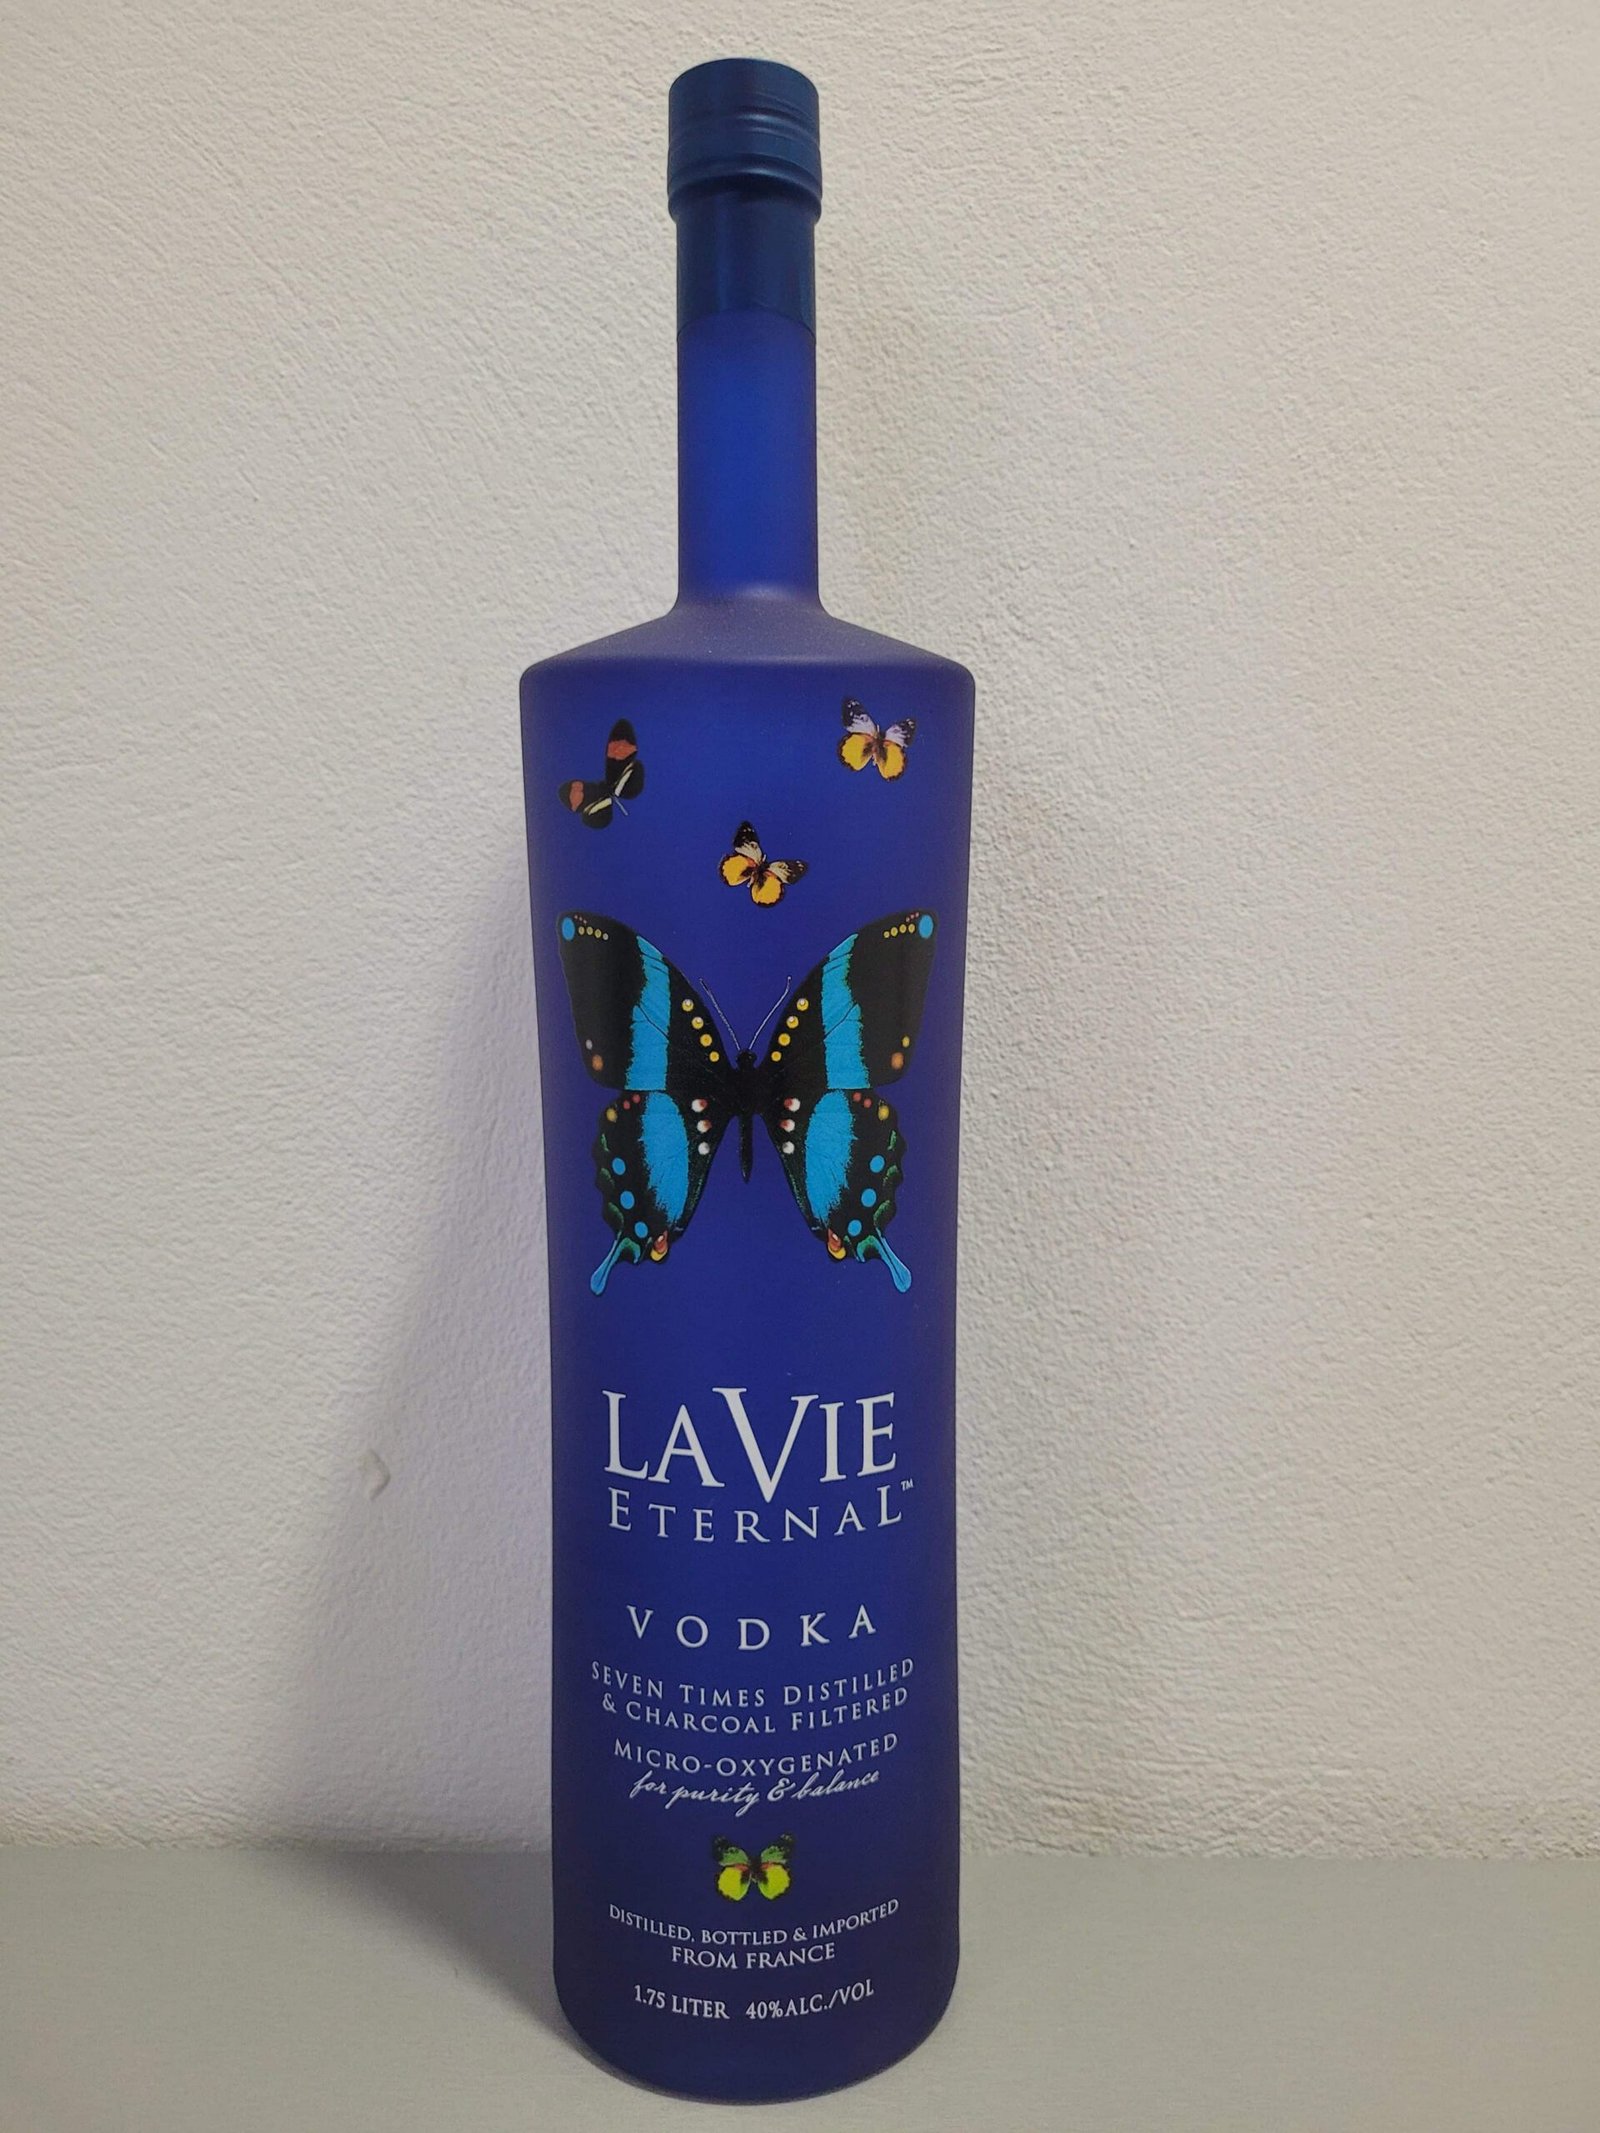 LAVIE
ETERNAL™
VODKA
SEVEN TIMES DISTILLED
& CHARCOAL FILTERED
MICRO-OXYGENATED
for purity & balance
DISTILLED, BOTTLED & IMPORTED
FROM FRANCE
1.75 LITER 40%ALC./VOL